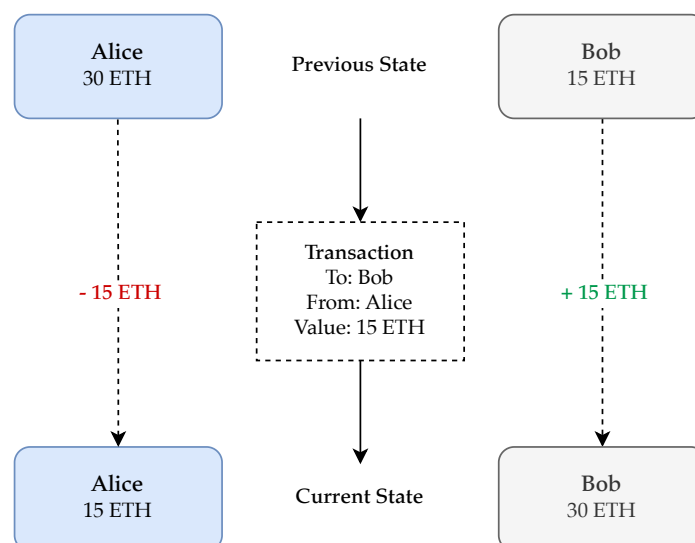 Alice
30 ETH
Previous State
Bob
15 ETH
Transaction
To: Bob
From: Alice
Value: 15 ETH
- 15 ETH
+ 15 ETH
Alice
15 ETH
Current State
Bob
30 ETH